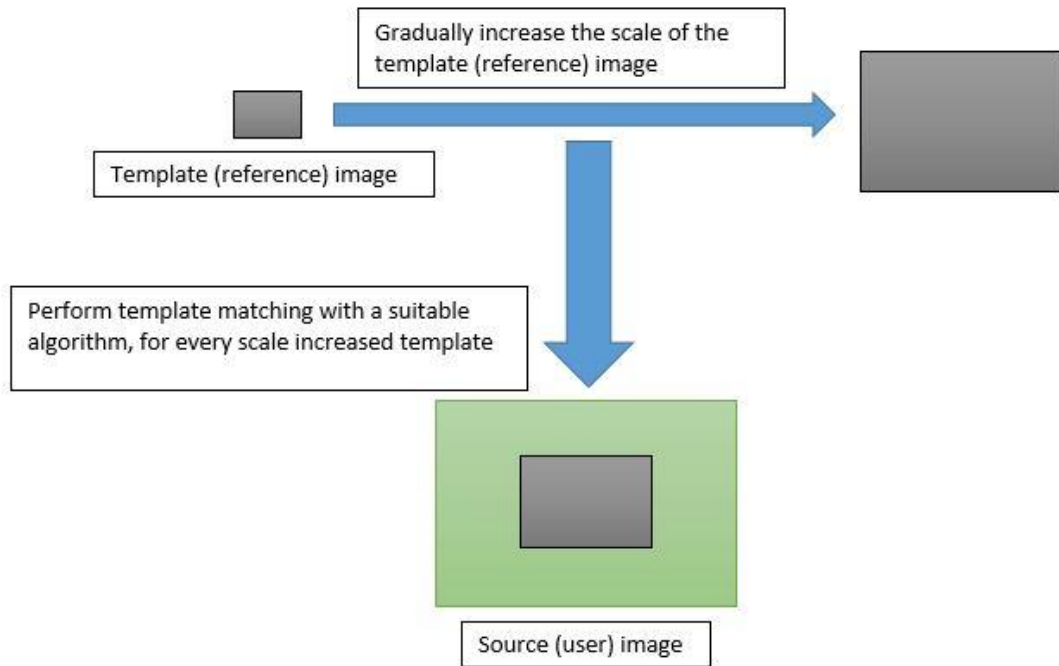 Gradually increase the scale of the
template (reference) image
Template (reference) image
Perform template matching with a suitable
algorithm, for every scale increased template
Source (user) image